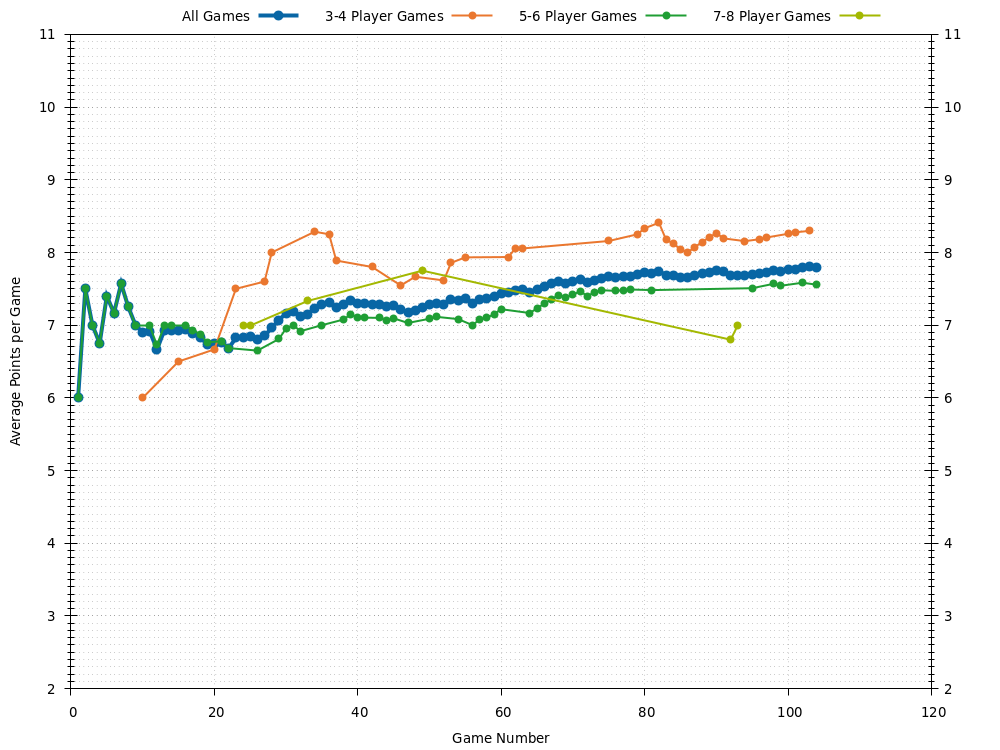 All Games 3-4 Player Games 5-6 Player Games 7-8 Player Games
11 11
10 10
9 9
8 8
7 7
6 6
5 5
4 4
3 3
2 2
Average Points per Game
0 20 40 60 80 100 120
Game Number